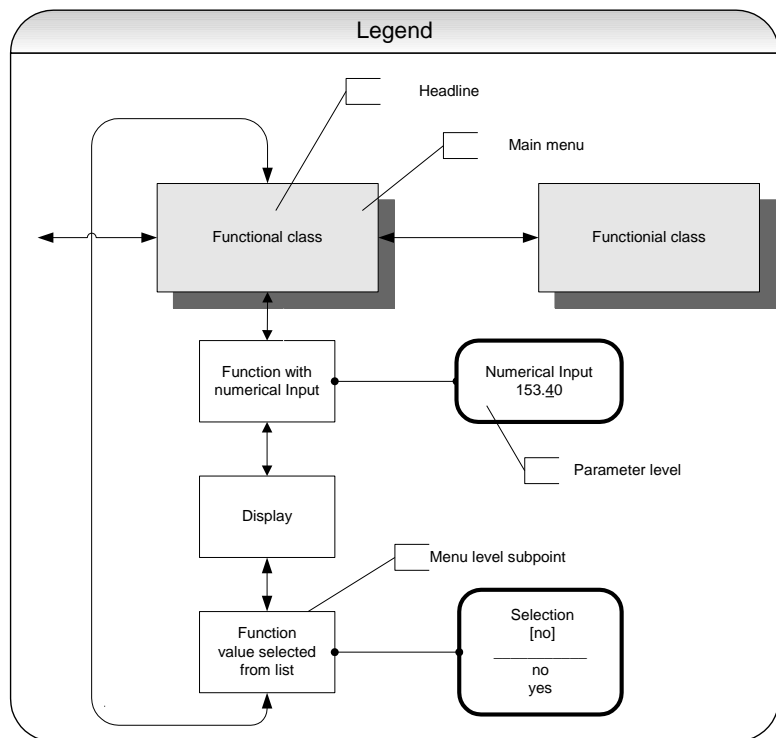 Legend
Headline
Main menu
Functional class
Functionial class
Function with
numerical Input
Numerical Input
153.40
Parameter level
Display
Menu level subpoint
Function
value selected
from list
Selection
[no]
no
yes